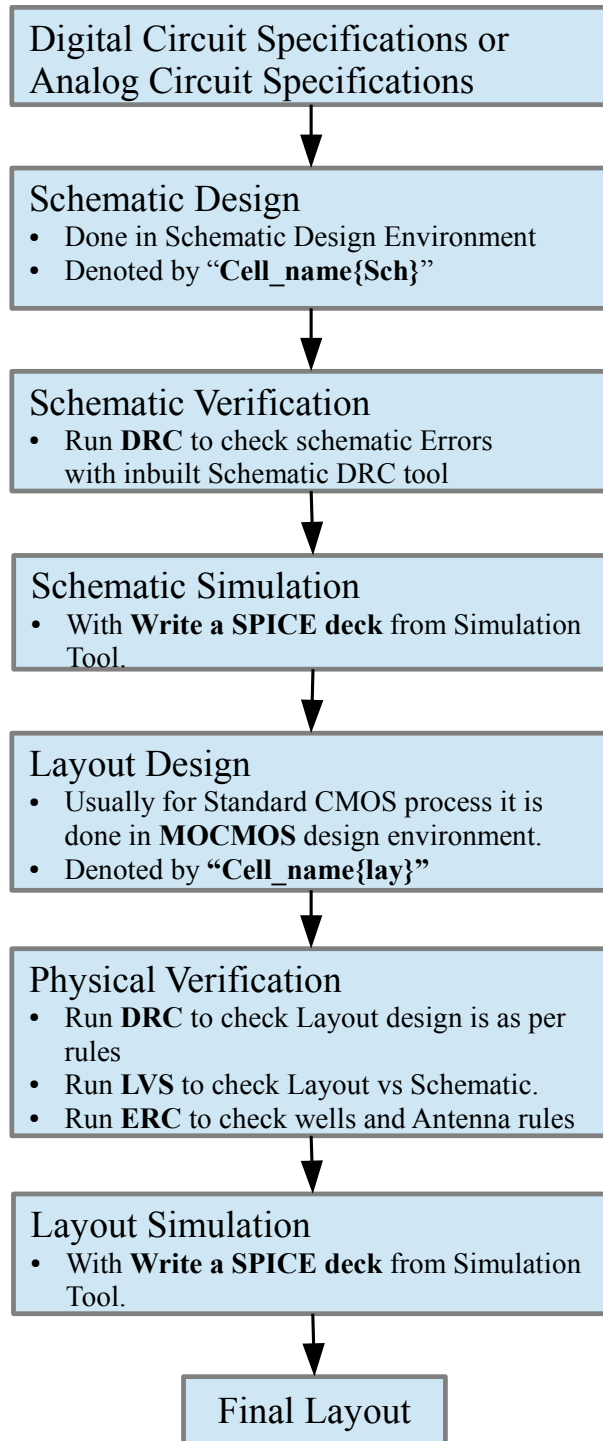 Digital Circuit Specifications or
Analog Circuit Specifications
Schematic Design
• Done in Schematic Design Environment
• Denoted by “Cell_name{Sch}”
Schematic Verification
• Run DRC to check schematic Errors
with inbuilt Schematic DRC tool
Schematic Simulation
• With Write a SPICE deck from Simulation
Tool.
Layout Design
• Usually for Standard CMOS process it is
done in MOCMOS design environment.
• Denoted by “Cell_name{lay}”
Physical Verification
• Run DRC to check Layout design is as per
rules
• Run LVS to check Layout vs Schematic.
• Run ERC to check wells and Antenna rules
Layout Simulation
• With Write a SPICE deck from Simulation
Tool.
Final Layout